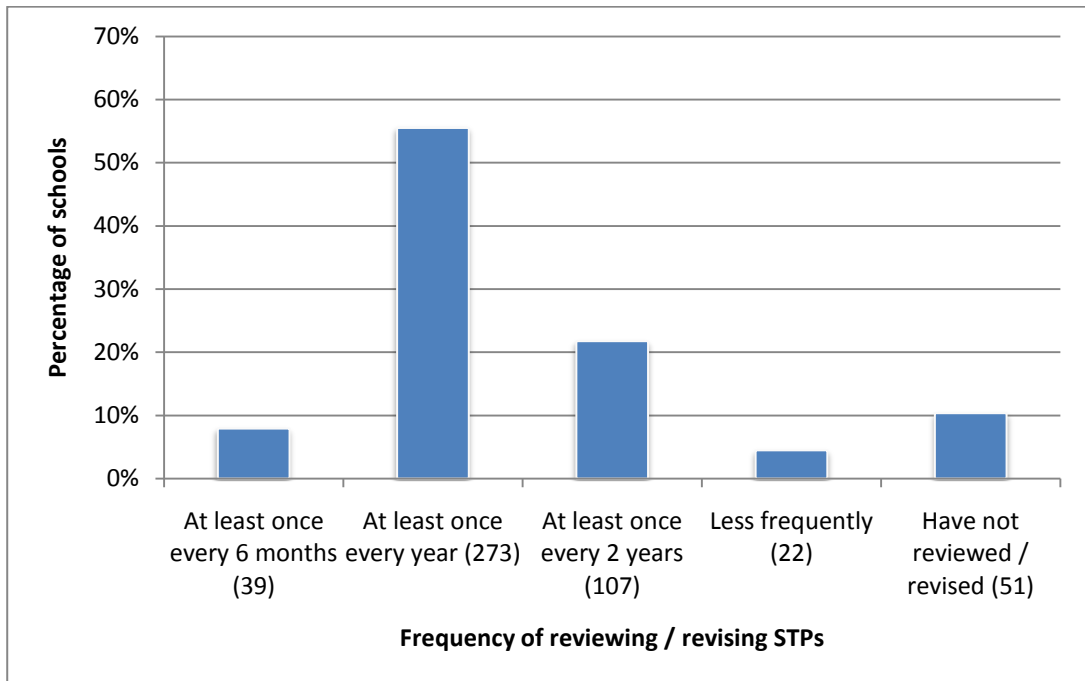 70%
60%
50%
40%
30%
20%
10%
0%
Percentage of schools
At least once
every 6 months
(39)
At least once
every year (273)
At least once
every 2 years
(107)
Less frequently
(22)
Have not
reviewed /
revised (51)
Frequency of reviewing / revising STPs